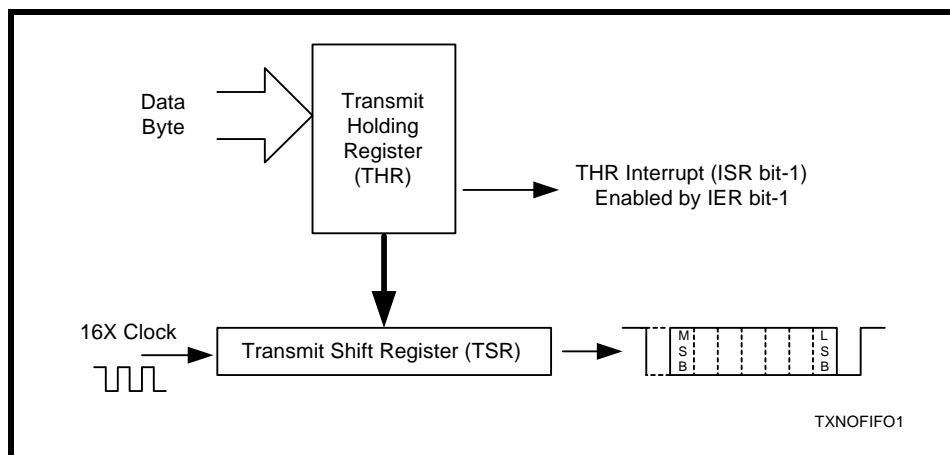 Data
Byte
Transmit
Holding
Register
(THR)
THR Interrupt (ISR bit-1)
Enabled by IER bit-1
16X Clock
Transmit Shift Register (TSR)
M
S
B
L
S
B
TXNOFIFO1